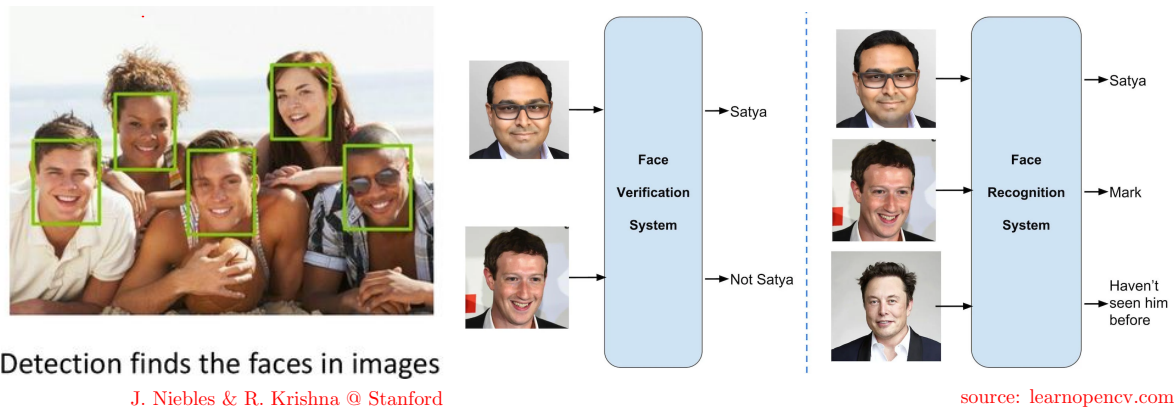 Detection finds the faces in images
J. Niebles & R. Krishna @ Stanford
Face
Verification
System
Satya
Not Satya
Face
Recognition
System
Satya
Mark
Haven't
seen him
before
source: learnopencv.com